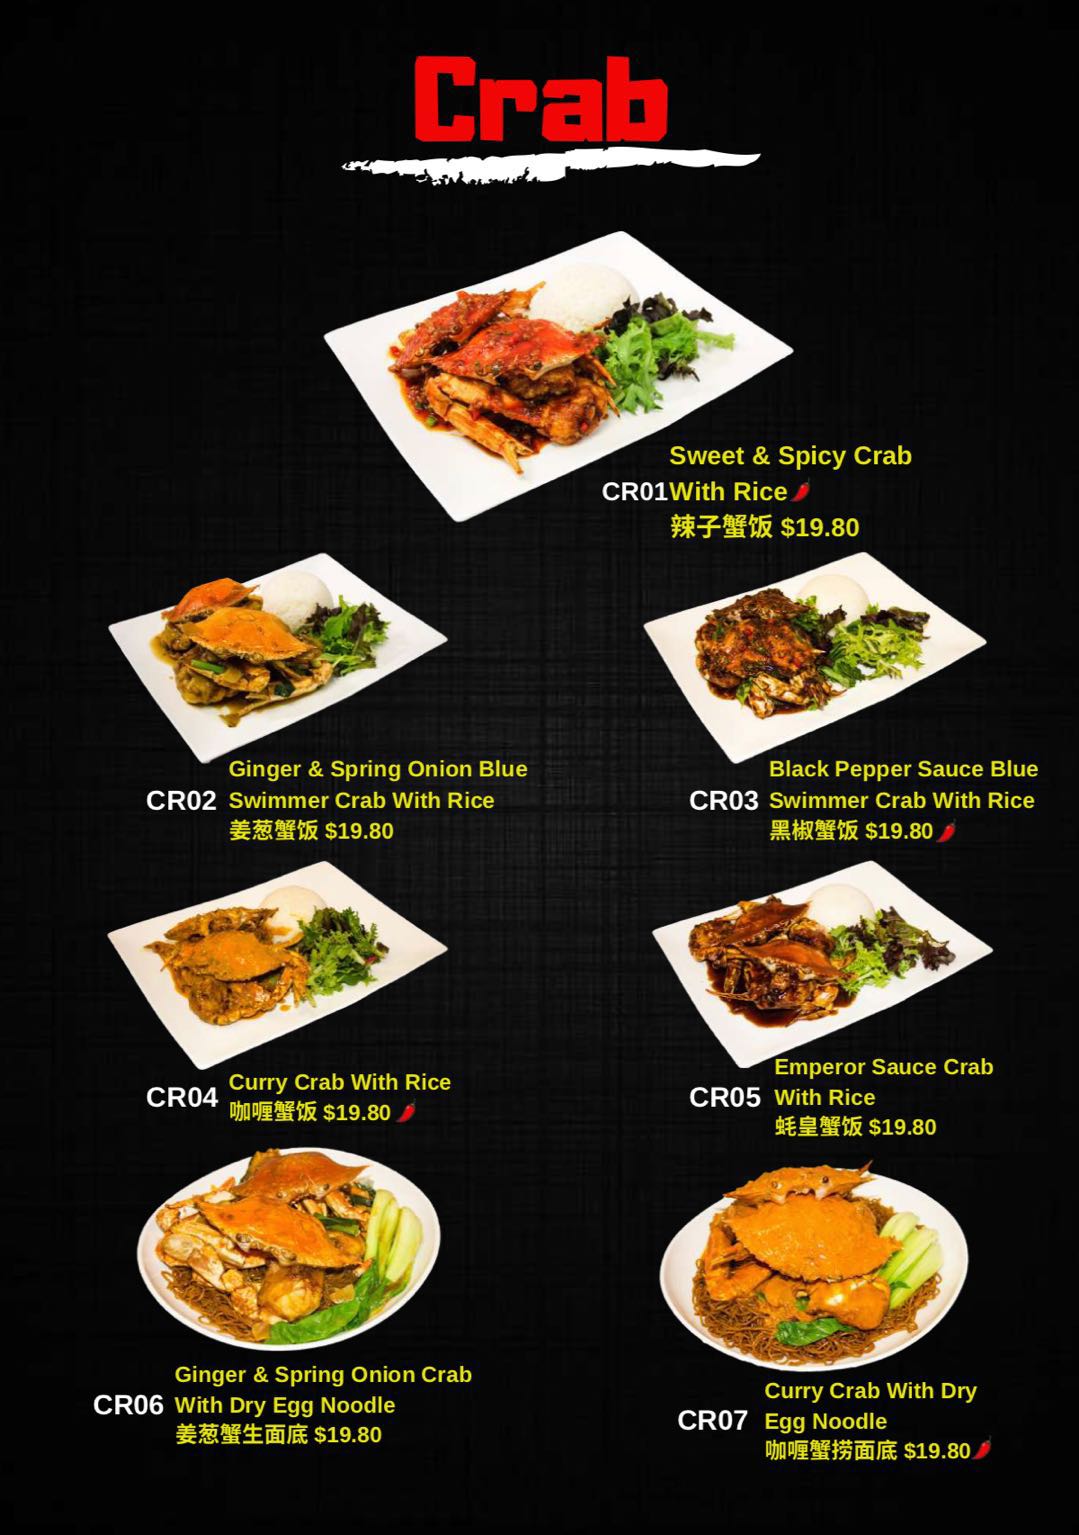 Crab
Sweet & Spicy Crab
CR01 With Rice
辣子蟹饭 $19.80
Ginger & Spring Onion Blue
CR02 Swimmer Crab With Rice
姜葱蟹饭 $19.80
Black Pepper Sauce Blue
CR03 Swimmer Crab With Rice
黑椒蟹饭 $19.80
Curry Crab With Rice
CR04
咖喱蟹饭 $19.80
Emperor Sauce Crab
CR05 With Rice
蚝皇蟹饭 $19.80
Ginger & Spring Onion Crab
CR06 With Dry Egg Noodle
姜葱蟹生面底 $19.80
Curry Crab With Dry
CR07 Egg Noodle
咖喱蟹捞面底 $19.80